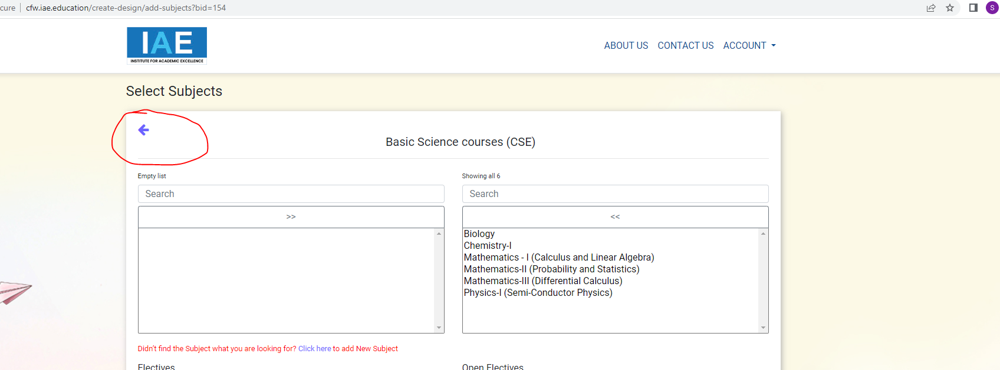 cure | cfw.iae.education/create-design/add-subjects?bid=154
S
IAE
INSTITUTE FOR ACADEMIC EXCELLENCE
ABOUT US CONTACT US ACCOUNT
Select Subjects
Basic Science courses (CSE)
Empty list
Showing all 6
Search
Search
>>
<<
Biology
Chemistry-I
Mathematics - I (Calculus and Linear Algebra)
Mathematics-II (Probability and Statistics)
Mathematics-III (Differential Calculus)
Physics-I (Semi-Conductor Physics)
Didn't find the Subject what you are looking for? Click here to add New Subject
Electives
Open Electives